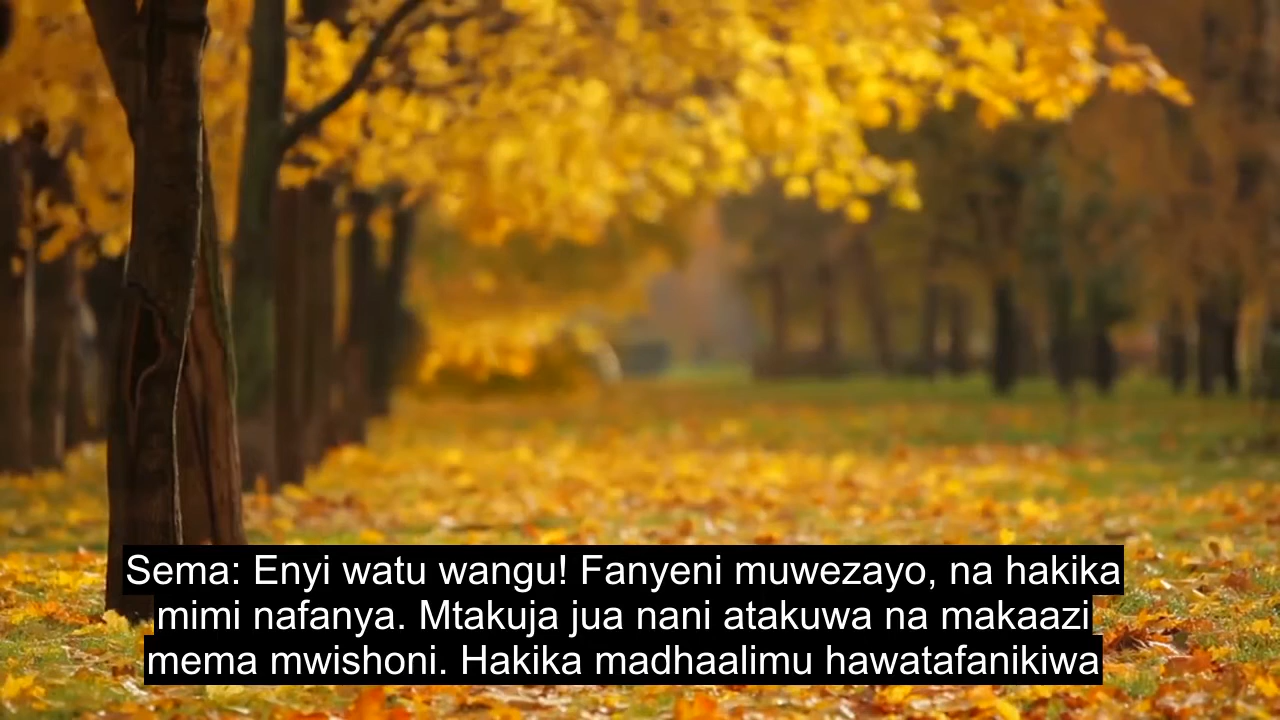 Sema: Enyi watu wangu! Fanyeni muwezayo, na hakika
mimi nafanya. Mtakuja jua nani atakuwa na makaazi
mema mwishoni. Hakika madhaalimu hawatafanikiwa